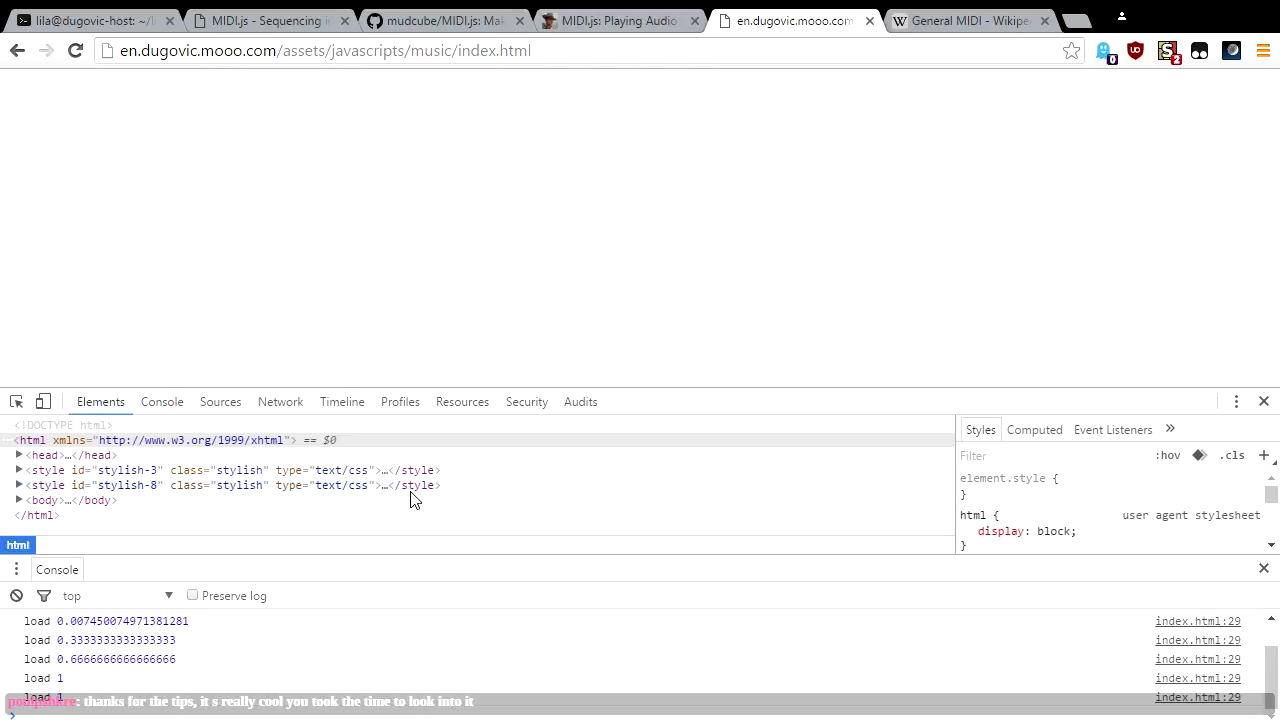 lila@dugovic-host: ~/li
MIDI.js - Sequencing i
mudcube/MIDI.js: Mak
MIDI.js: Playing Audio
en.dugovic.mooo.com
General MIDI - Wikipe
en.dugovic.mooo.com/assets/javascripts/music/index.html
0
2
Elements Console Sources Network Timeline Profiles Resources Security Audits
<!DOCTYPE html>
<html xmlns="http://www.w3.org/1999/xhtml"> == $0
<head>…</head>
<style id="stylish-3" class="stylish" type="text/css">…</style>
<style id="stylish-8" class="stylish" type="text/css">…</style>
<body>…</body>
</html>
html
Styles Computed Event Listeners »
Filter :hov .cls +
element.style {
}
html { user agent stylesheet
display: block;
}
Console
top Preserve log
load 0.007450074971381281 index.html:29
load 0.3333333333333333 index.html:29
load 0.6666666666666666 index.html:29
load 1 index.html:29
load 1 index.html:29
: thanks for the tips, it s really cool you took the time to look into it